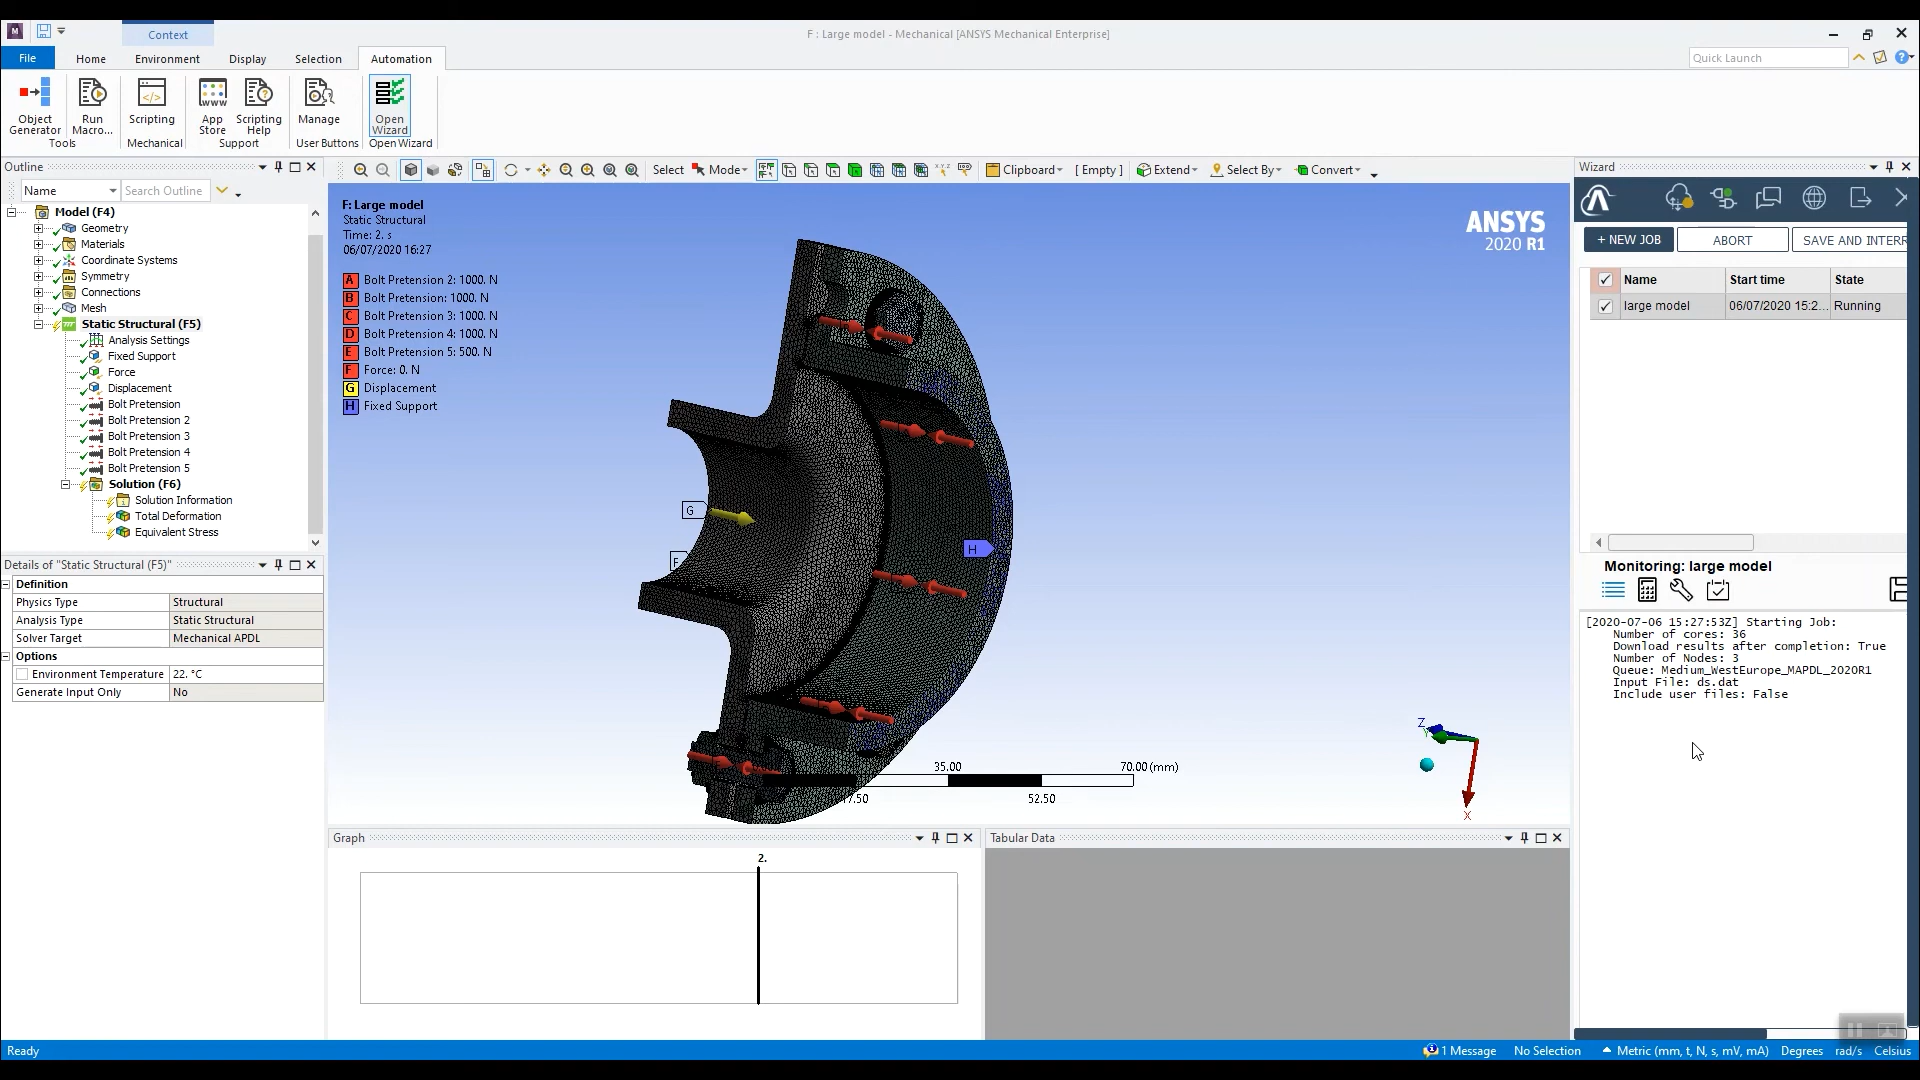 Context
F : Large model - Mechanical [ANSYS Mechanical Enterprise]
File Home Environment Display Selection Automation
Quick Launch
Object Generator
Run Macro...
Scripting
App Store
Scripting Help
Manage
Open Wizard
Tools Mechanical Support User Buttons Open Wizard
Outline
Name Search Outline
Model (F4)
Geometry
Materials
Coordinate Systems
Symmetry
Connections
Mesh
Static Structural (F5)
Analysis Settings
Fixed Support
Force
Displacement
Bolt Pretension
Bolt Pretension 2
Bolt Pretension 3
Bolt Pretension 4
Bolt Pretension 5
Solution (F6)
Solution Information
Total Deformation
Equivalent Stress
Details of "Static Structural (F5)"
Definition
Physics Type Structural
Analysis Type Static Structural
Solver Target Mechanical APDL
Options
Environment Temperature 22. °C
Generate Input Only No
Select Mode Clipboard [ Empty ] Extend Select By Convert
F: Large model
Static Structural
Time: 2. s
06/07/2020 16:27
A Bolt Pretension 2: 1000. N
B Bolt Pretension: 1000. N
C Bolt Pretension 3: 1000. N
D Bolt Pretension 4: 1000. N
E Bolt Pretension 5: 500. N
F Force: 0. N
G Displacement
H Fixed Support
ANSYS
2020 R1
G
H
F
Z
Y
X
35.00 70.00 (mm)
17.50 52.50
Graph
2.
Tabular Data
Wizard
+ NEW JOB ABORT SAVE AND INTERR
Name Start time State
large model 06/07/2020 15:2... Running
Monitoring: large model
[2020-07-06 15:27:53Z] Starting Job:
Number of cores: 36
Download results after completion: True
Number of Nodes: 3
Queue: Medium_WestEurope_MAPDL_2020R1
Input File: ds.dat
Include user files: False
Ready
1 Message No Selection Metric (mm, t, N, s, mV, mA) Degrees rad/s Celsius